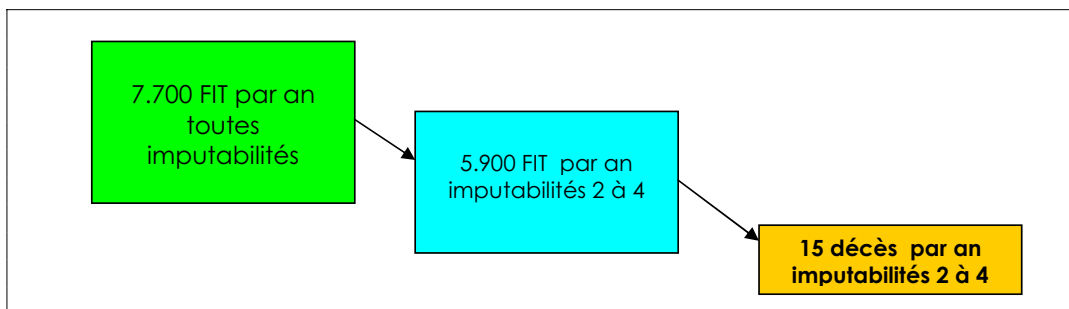 7.700 FIT par an
toutes
imputabilités
5.900 FIT par an
imputabilités 2 à 4
15 décès par an
imputabilités 2 à 4